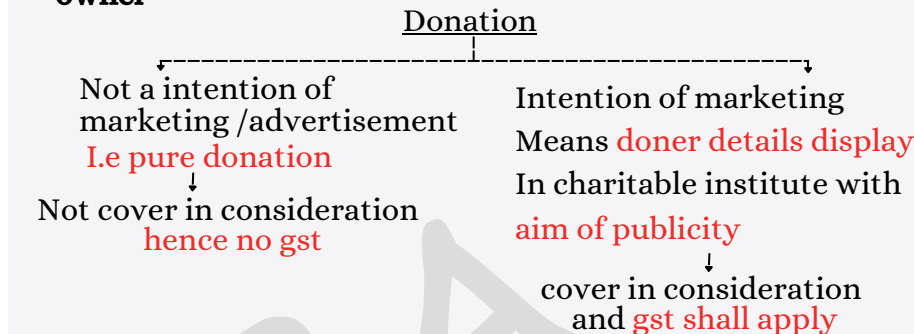 owner
Donation
Not a intention of
marketing /advertisement
I.e pure donation
Not cover in consideration
hence no gst
Intention of marketing
Means doner details display
In charitable institute with
aim of publicity
cover in consideration
and gst shall apply